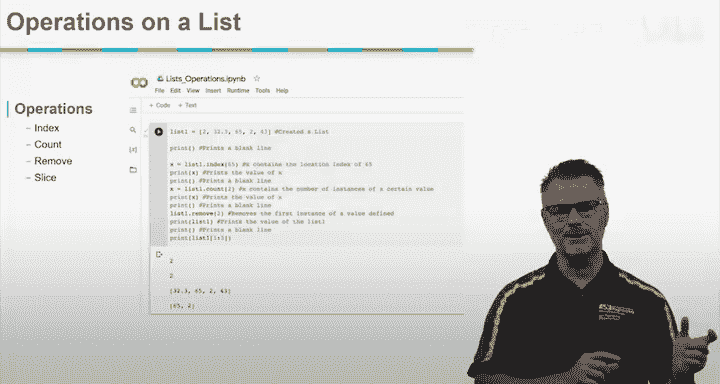 Operations on a List
Operations
– Index
– Count
– Remove
– Slice
Lists_Operations.ipynb
File Edit View Insert Runtime Tools Help
+ Code + Text
list1 = [2, 32.3, 65, 2, 43] #Created a List
print() #Prints a blank line
x = list1.index(65) #x contains the location index of 65
print(x) #Prints the value of x
print() #Prints a blank line
x = list1.count(2) #x contains the number of instances of a certain value
print(x) #Prints the value of x
print() #Prints a blank line
list1.remove(2) #Removes the first instance of a value defined
print(list1) #Prints the value of the list1
print() #Prints a blank line
print(list1[1:3])
2
2
[32.3, 65, 2, 43]
[65, 2]